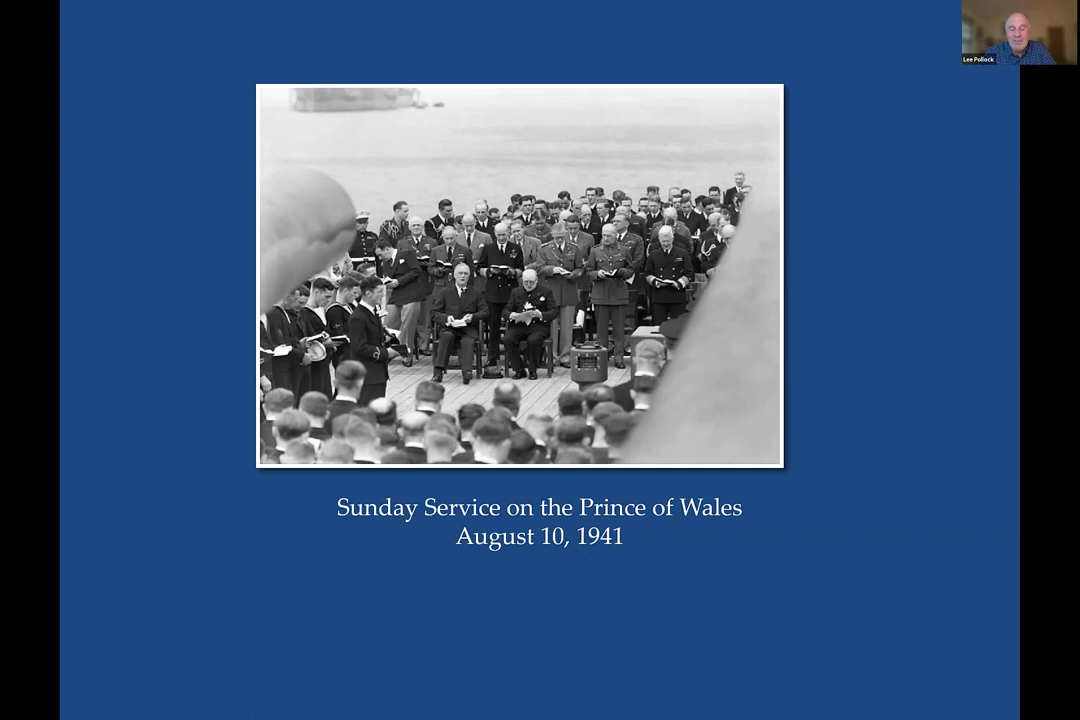 Lee Pollock
Sunday Service on the Prince of Wales
August 10, 1941